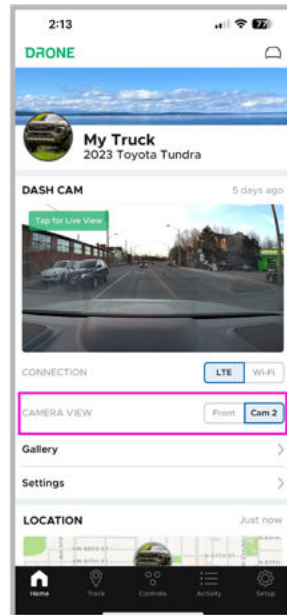 2:13
DRONE
My Truck
2023 Toyota Tundra
DASH CAM 5 days ago
Tap for Live View
CONNECTION LTE Wi-Fi
CAMERA VIEW Front Cam 2
Gallery
Settings
LOCATION Just now
Home Track Controls Activity Setup